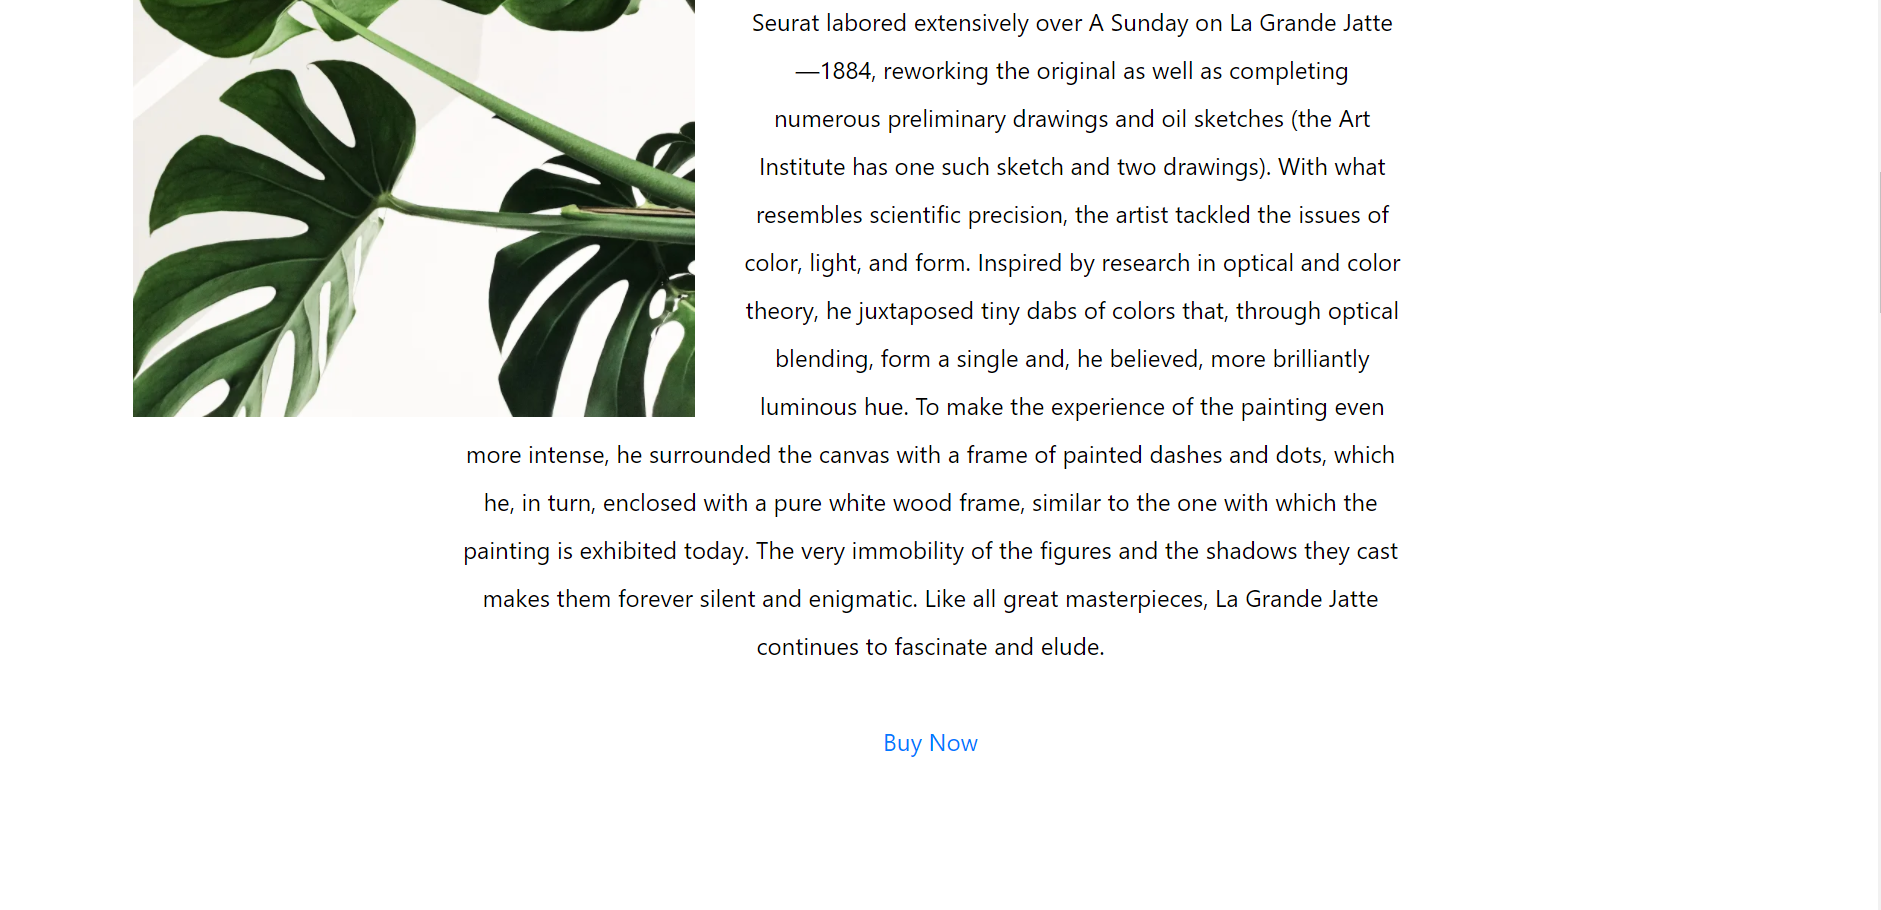 Seurat labored extensively over A Sunday on La Grande Jatte
—1884, reworking the original as well as completing
numerous preliminary drawings and oil sketches (the Art
Institute has one such sketch and two drawings). With what
resembles scientific precision, the artist tackled the issues of
color, light, and form. Inspired by research in optical and color
theory, he juxtaposed tiny dabs of colors that, through optical
blending, form a single and, he believed, more brilliantly
luminous hue. To make the experience of the painting even
more intense, he surrounded the canvas with a frame of painted dashes and dots, which
he, in turn, enclosed with a pure white wood frame, similar to the one with which the
painting is exhibited today. The very immobility of the figures and the shadows they cast
makes them forever silent and enigmatic. Like all great masterpieces, La Grande Jatte
continues to fascinate and elude.
Buy Now